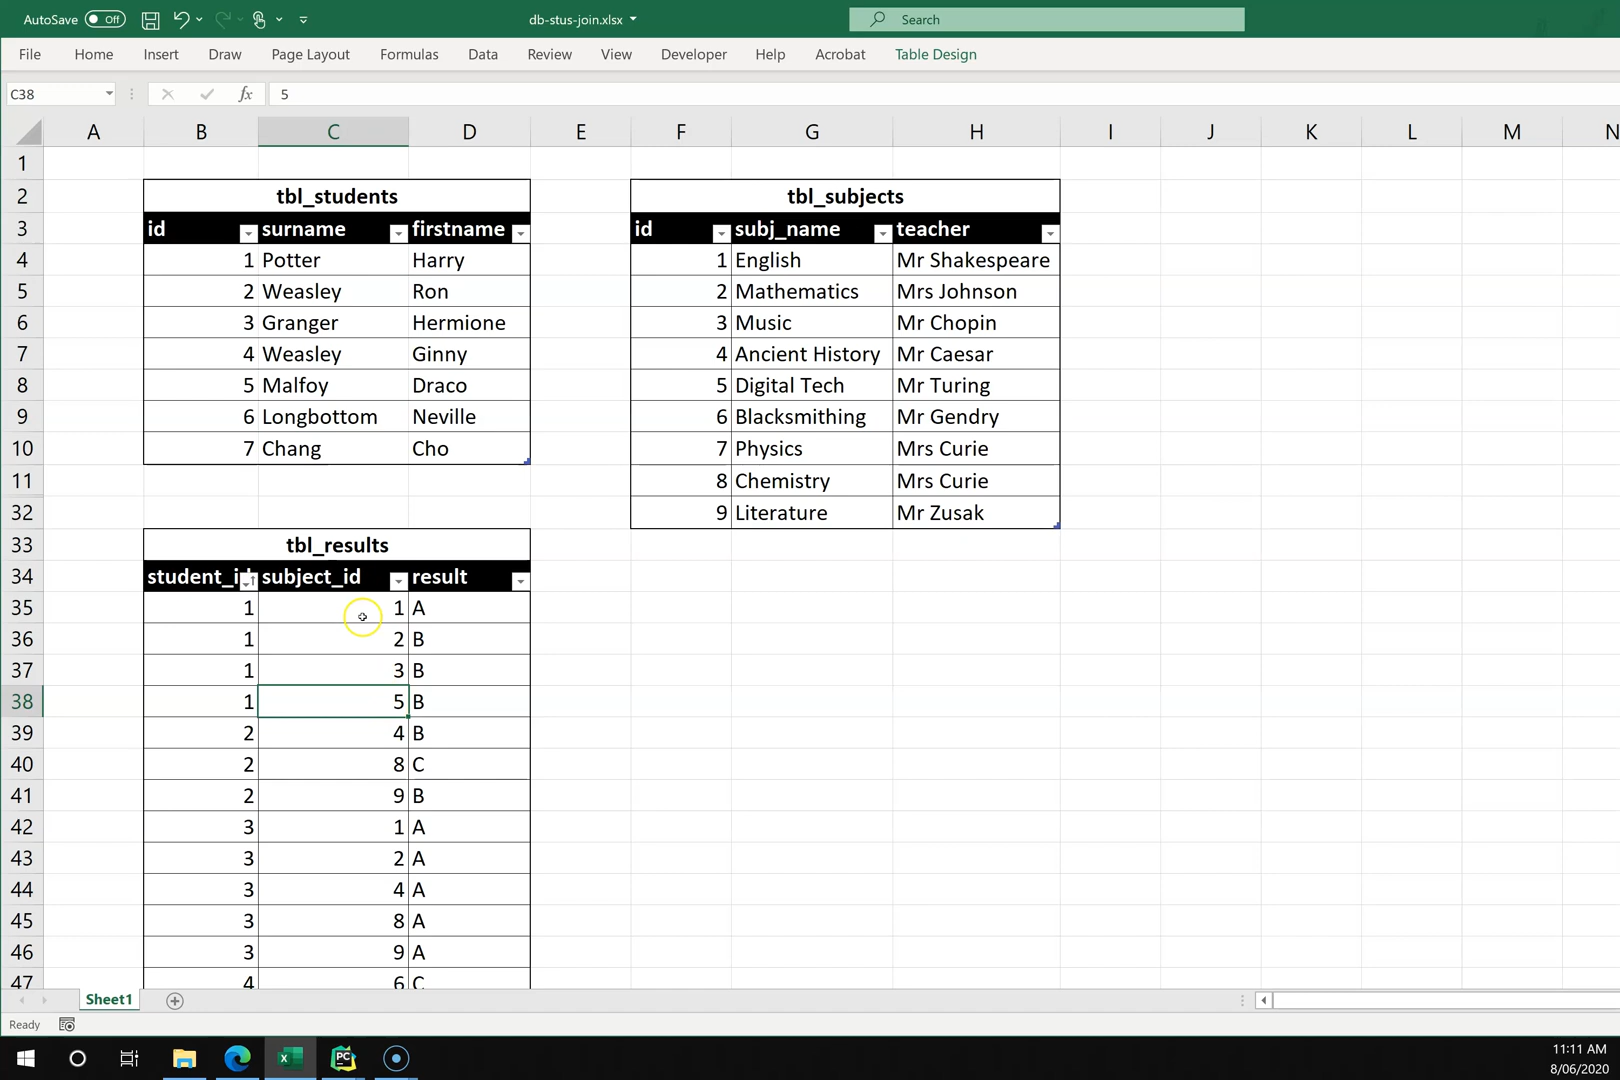 AutoSave Off db-stus-join.xlsx Search
File Home Insert Draw Page Layout Formulas Data Review View Developer Help Acrobat Table Design
C38 fx 5
A B C D E F G H I J K L M N
1
2 tbl_students tbl_subjects
3 id surname firstname id subj_name teacher
4 1 Potter Harry 1 English Mr Shakespeare
5 2 Weasley Ron 2 Mathematics Mrs Johnson
6 3 Granger Hermione 3 Music Mr Chopin
7 4 Weasley Ginny 4 Ancient History Mr Caesar
8 5 Malfoy Draco 5 Digital Tech Mr Turing
9 6 Longbottom Neville 6 Blacksmithing Mr Gendry
10 7 Chang Cho 7 Physics Mrs Curie
11 8 Chemistry Mrs Curie
32 9 Literature Mr Zusak
33 tbl_results
34 student_id subject_id result
35 1 1 A
36 1 2 B
37 1 3 B
38 1 5 B
39 2 4 B
40 2 8 C
41 2 9 B
42 3 1 A
43 3 2 A
44 3 4 A
45 3 8 A
46 3 9 A
47 4 6 C
Sheet1
Ready
PC
11:11 AM
8/06/2020